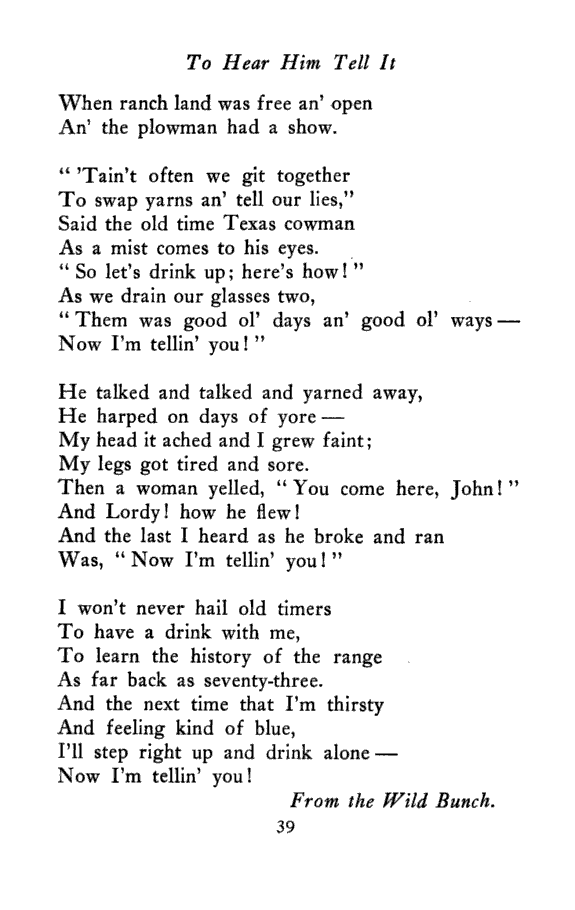 To Hear Him Tell It
When ranch land was free an' open
An' the plowman had a show.
" 'Tain't often we git together
To swap yarns an' tell our lies,"
Said the old time Texas cowman
As a mist comes to his eyes.
" So let's drink up; here's how! "
As we drain our glasses two,
" Them was good ol' days an' good ol' ways —
Now I'm tellin' you! "
He talked and talked and yarned away,
He harped on days of yore —
My head it ached and I grew faint;
My legs got tired and sore.
Then a woman yelled, " You come here, John! "
And Lordy! how he flew!
And the last I heard as he broke and ran
Was, " Now I'm tellin' you! "
I won't never hail old timers
To have a drink with me,
To learn the history of the range
As far back as seventy-three.
And the next time that I'm thirsty
And feeling kind of blue,
I'll step right up and drink alone —
Now I'm tellin' you!
From the Wild Bunch.
39